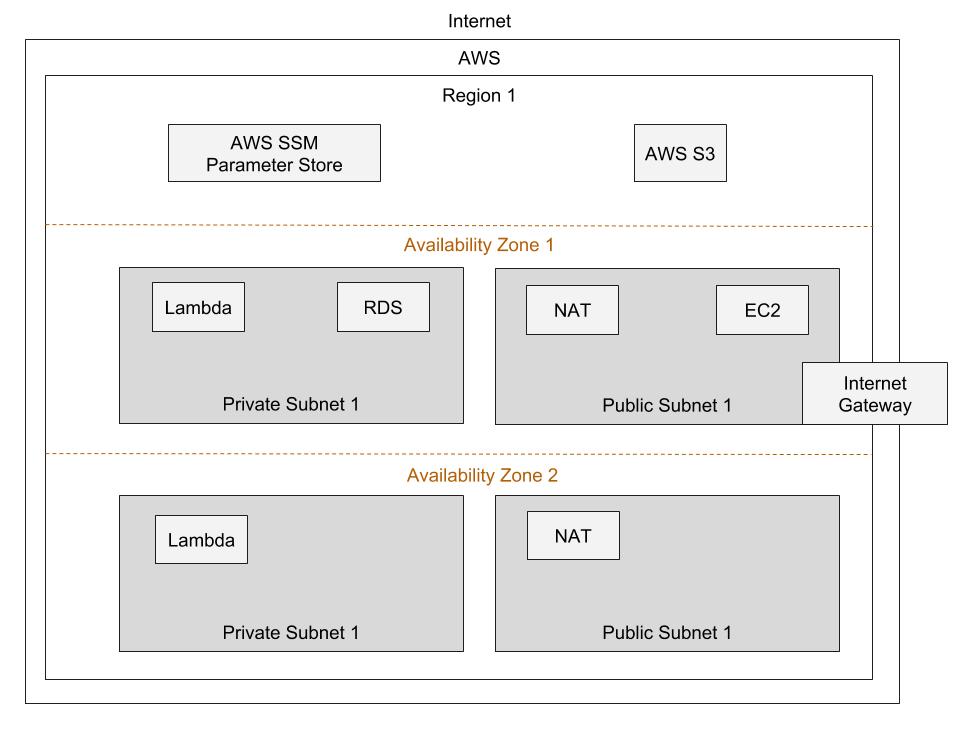 Internet
AWS
Region 1
AWS SSM
Parameter Store
AWS S3
Availability Zone 1
Lambda
RDS
NAT
EC2
Internet
Gateway
Private Subnet 1
Public Subnet 1
Availability Zone 2
Lambda
NAT
Private Subnet 1
Public Subnet 1